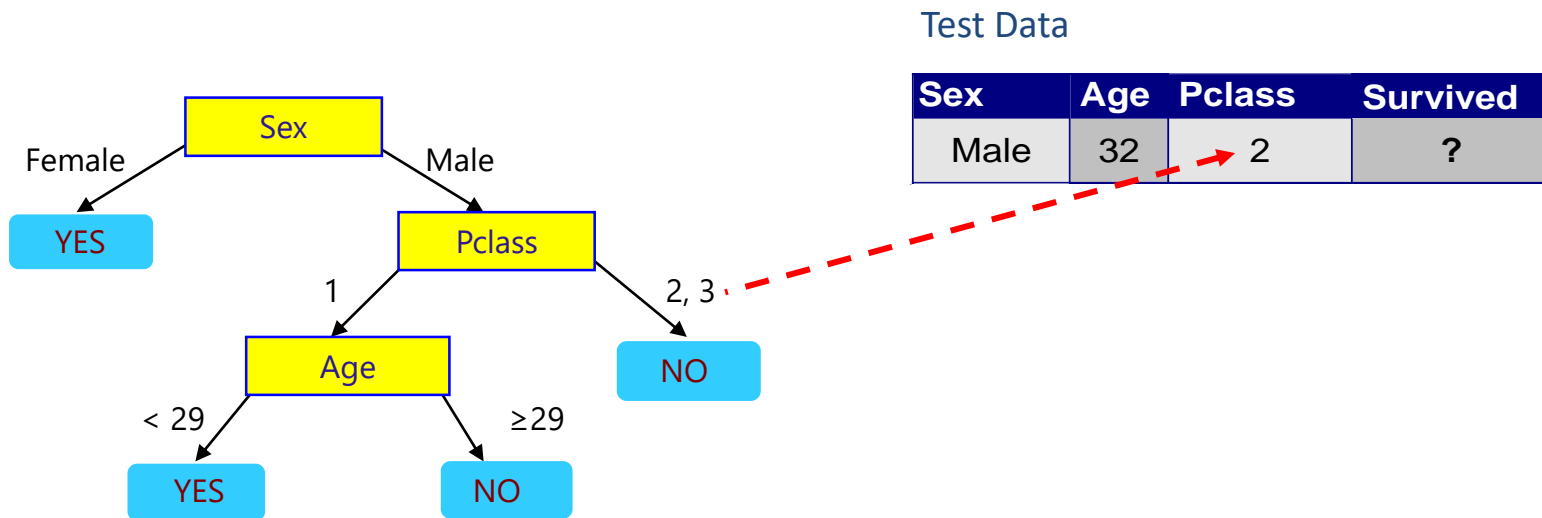 Test Data
Sex Age Pclass Survived
Male 32 2 ?
Sex
Female Male
YES Pclass
1 2, 3
Age NO
< 29 ≥29
YES NO